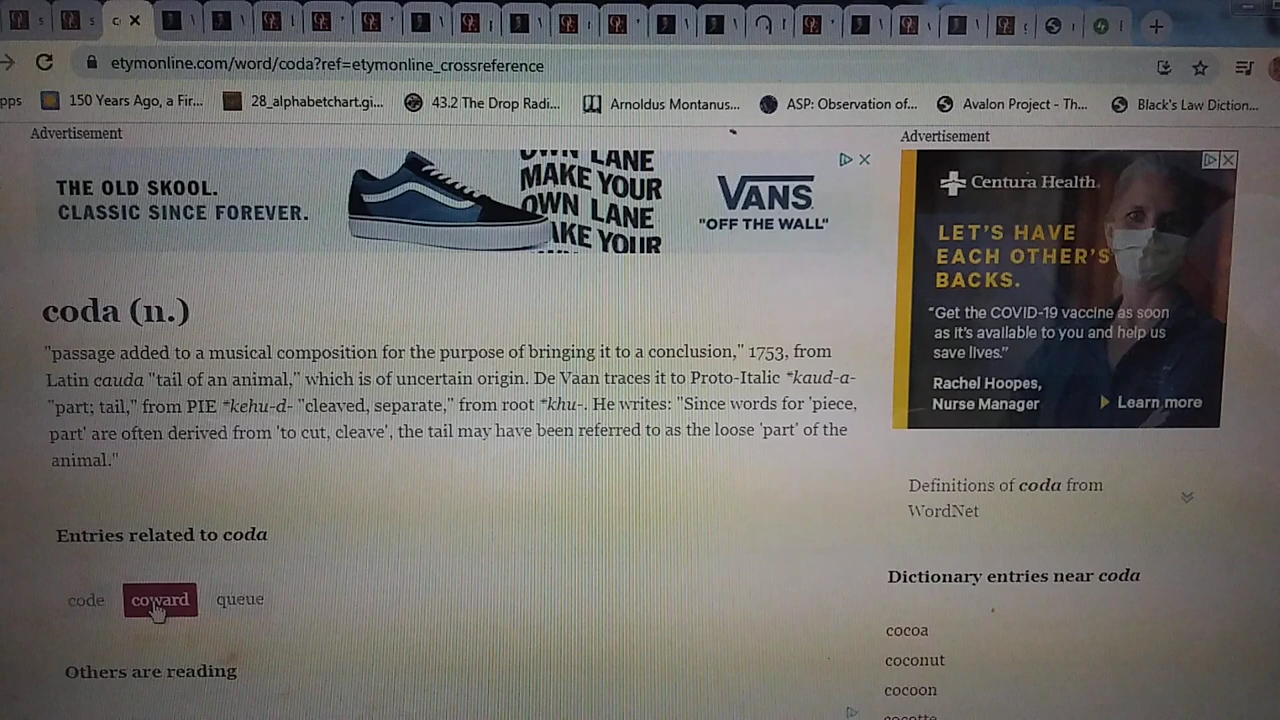 etymonline.com/word/coda?ref=etymonline_crossreference
pps
150 Years Ago, a Fir...
28_alphabetchart.gi...
43.2 The Drop Radi...
Arnoldus Montanus...
ASP: Observation of...
Avalon Project - Th...
Black's Law Diction...
Advertisement
THE OLD SKOOL.
CLASSIC SINCE FOREVER.
OWN LANE
MAKE YOUR
OWN LANE
AKE YOUR
VANS
"OFF THE WALL"
Advertisement
Centura Health
LET'S HAVE
EACH OTHER'S
BACKS.
"Get the COVID-19 vaccine as soon
as it's available to you and help us
save lives."
Rachel Hoopes,
Nurse Manager
Learn more
coda (n.)
"passage added to a musical composition for the purpose of bringing it to a conclusion," 1753, from
Latin cauda "tail of an animal," which is of uncertain origin. De Vaan traces it to Proto-Italic *kaud-a-
"part; tail," from PIE *kehu-d- "cleaved, separate," from root *khu-. He writes: "Since words for 'piece,
part' are often derived from 'to cut, cleave', the tail may have been referred to as the loose 'part' of the
animal."
Entries related to coda
code coward queue
Others are reading
Definitions of coda from
WordNet
Dictionary entries near coda
cocoa
coconut
cocoon
cocotte